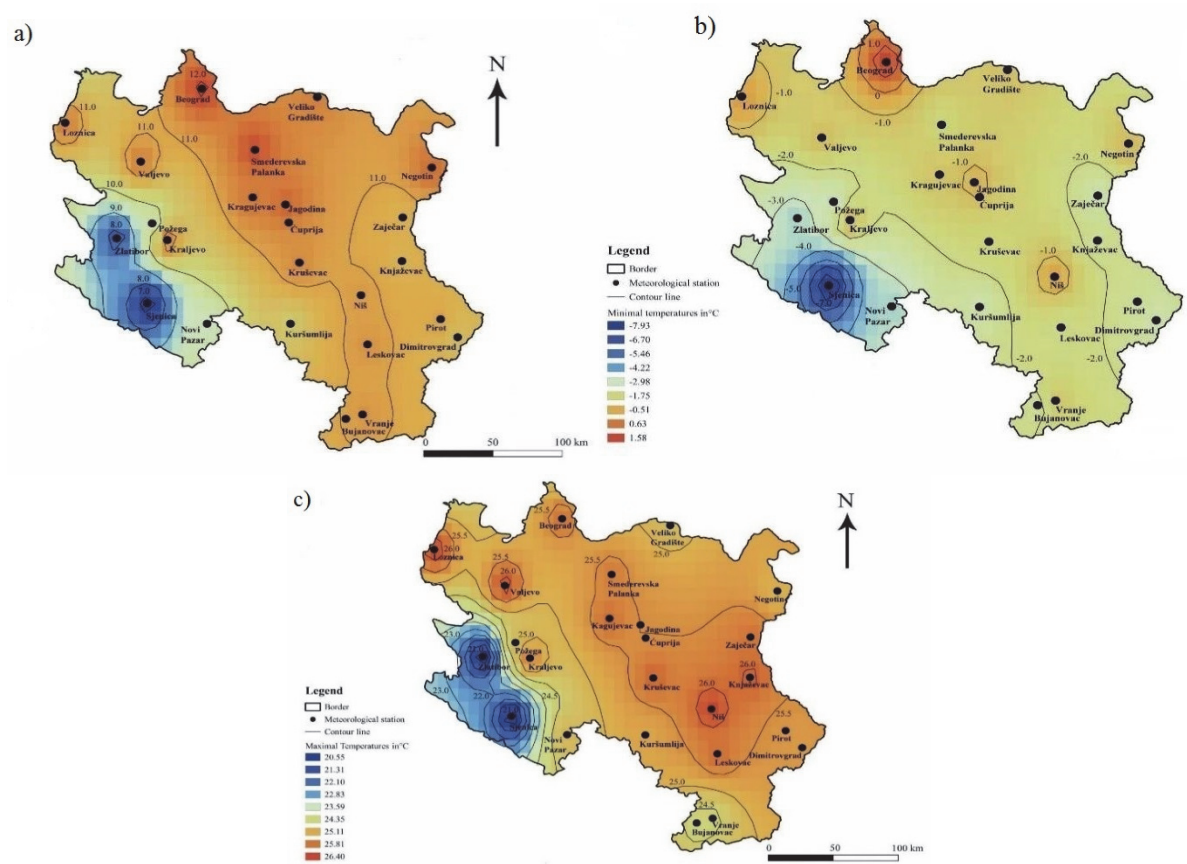 a)
N
12.0
Beograd
Veliko
Gradište
11.0
Loznica
11.0
11.0
Valjevo
Smederevska
Palanka
Negotin
10.0
11.0
Kragujevac
Jagodina
9.0
8.0
Požega
Ćuprija
Zaječar
Zlatibor
Kraljevo
Kruševac
Knjaževac
8.0
7.0
Sjenica
Niš
Novi
Pazar
Kuršumlija
Pirot
Dimitrovgrad
Leskovac
Vranje
Bujanovac
0 50 100 km
b)
1.0
Beograd
Veliko
Gradište
0
-1.0
Loznica
-1.0
Smederevska
Palanka
Valjevo
Negotin
-2.0
-1.0
-2.0
Kragujevac
Jagodina
Ćuprija
Zaječar
-3.0
Požega
Zlatibor
Kraljevo
-4.0
Kruševac
Knjaževac
-1.0
-5.0
Sjenica
-7.0
Niš
Novi
Pazar
Kuršumlija
Pirot
Dimitrovgrad
Leskovac
-2.0
-2.0
Vranje
Bujanovac
Legend
Border
Meteorological station
Contour line
Minimal temperatures in°C
-7.93
-6.70
-5.46
-4.22
-2.98
-1.75
-0.51
0.63
1.58
c)
N
25.5
Beograd
Veliko
Gradište
25.0
25.5
26.0
Loznica
25.5
26.0
Valjevo
25.5
Smederevska
Palanka
Negotin
Kagujevac
Jagodina
Ćuprija
Zaječar
23.0
25.0
Požega
Zlatibor
Kraljevo
26.0
Knjaževac
Kruševac
23.0
22.0
24.5
26.0
Niš
Sjenica
25.5
Novi
Pazar
Kuršumlija
Pirot
Dimitrovgrad
Leskovac
25.0
24.5
Vranje
Bujanovac
Legend
Border
Meteorological station
Contour line
Maximal Temperatures in°C
20.55
21.31
22.10
22.83
23.59
24.35
25.11
25.81
26.40
0 50 100 km